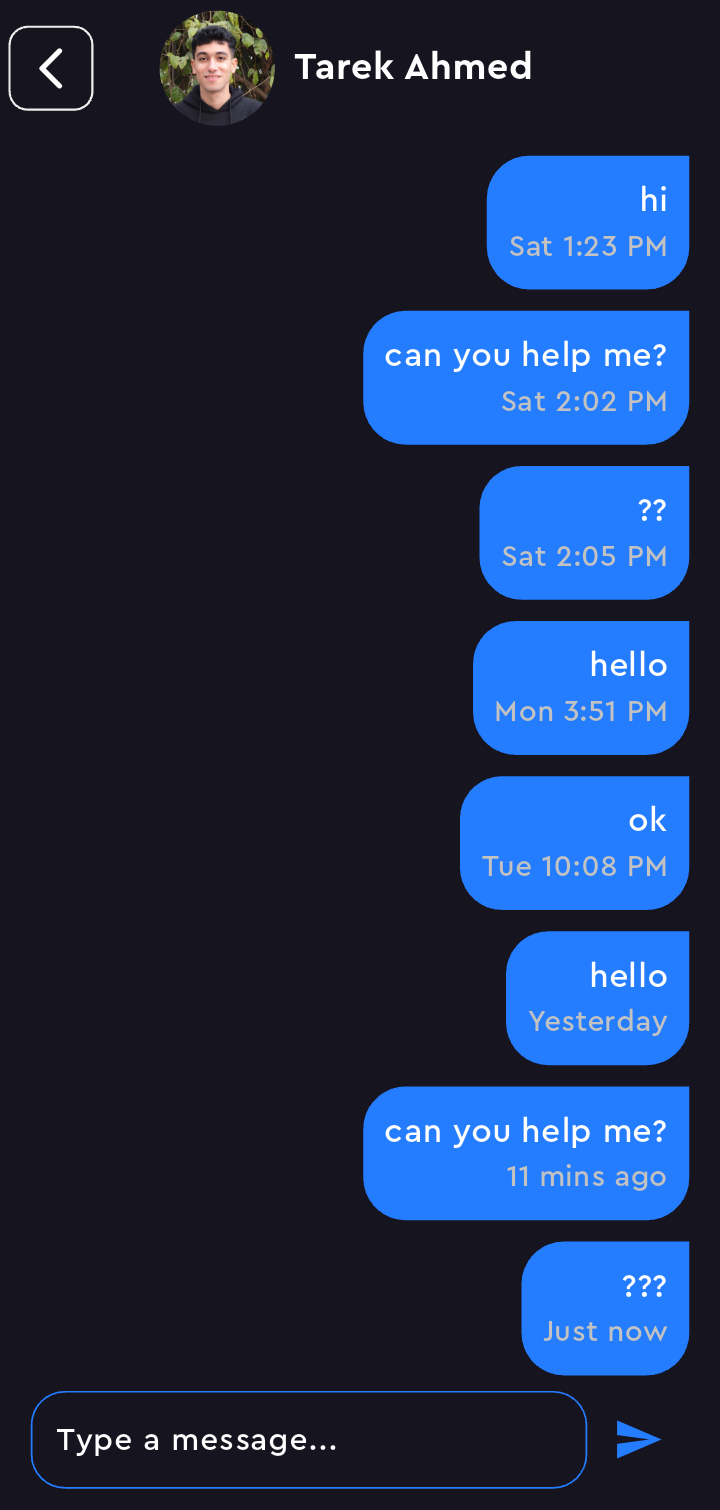 Tarek Ahmed
hi
Sat 1:23 PM
can you help me?
Sat 2:02 PM
??
Sat 2:05 PM
hello
Mon 3:51 PM
ok
Tue 10:08 PM
hello
Yesterday
can you help me?
11 mins ago
???
Just now
Type a message...